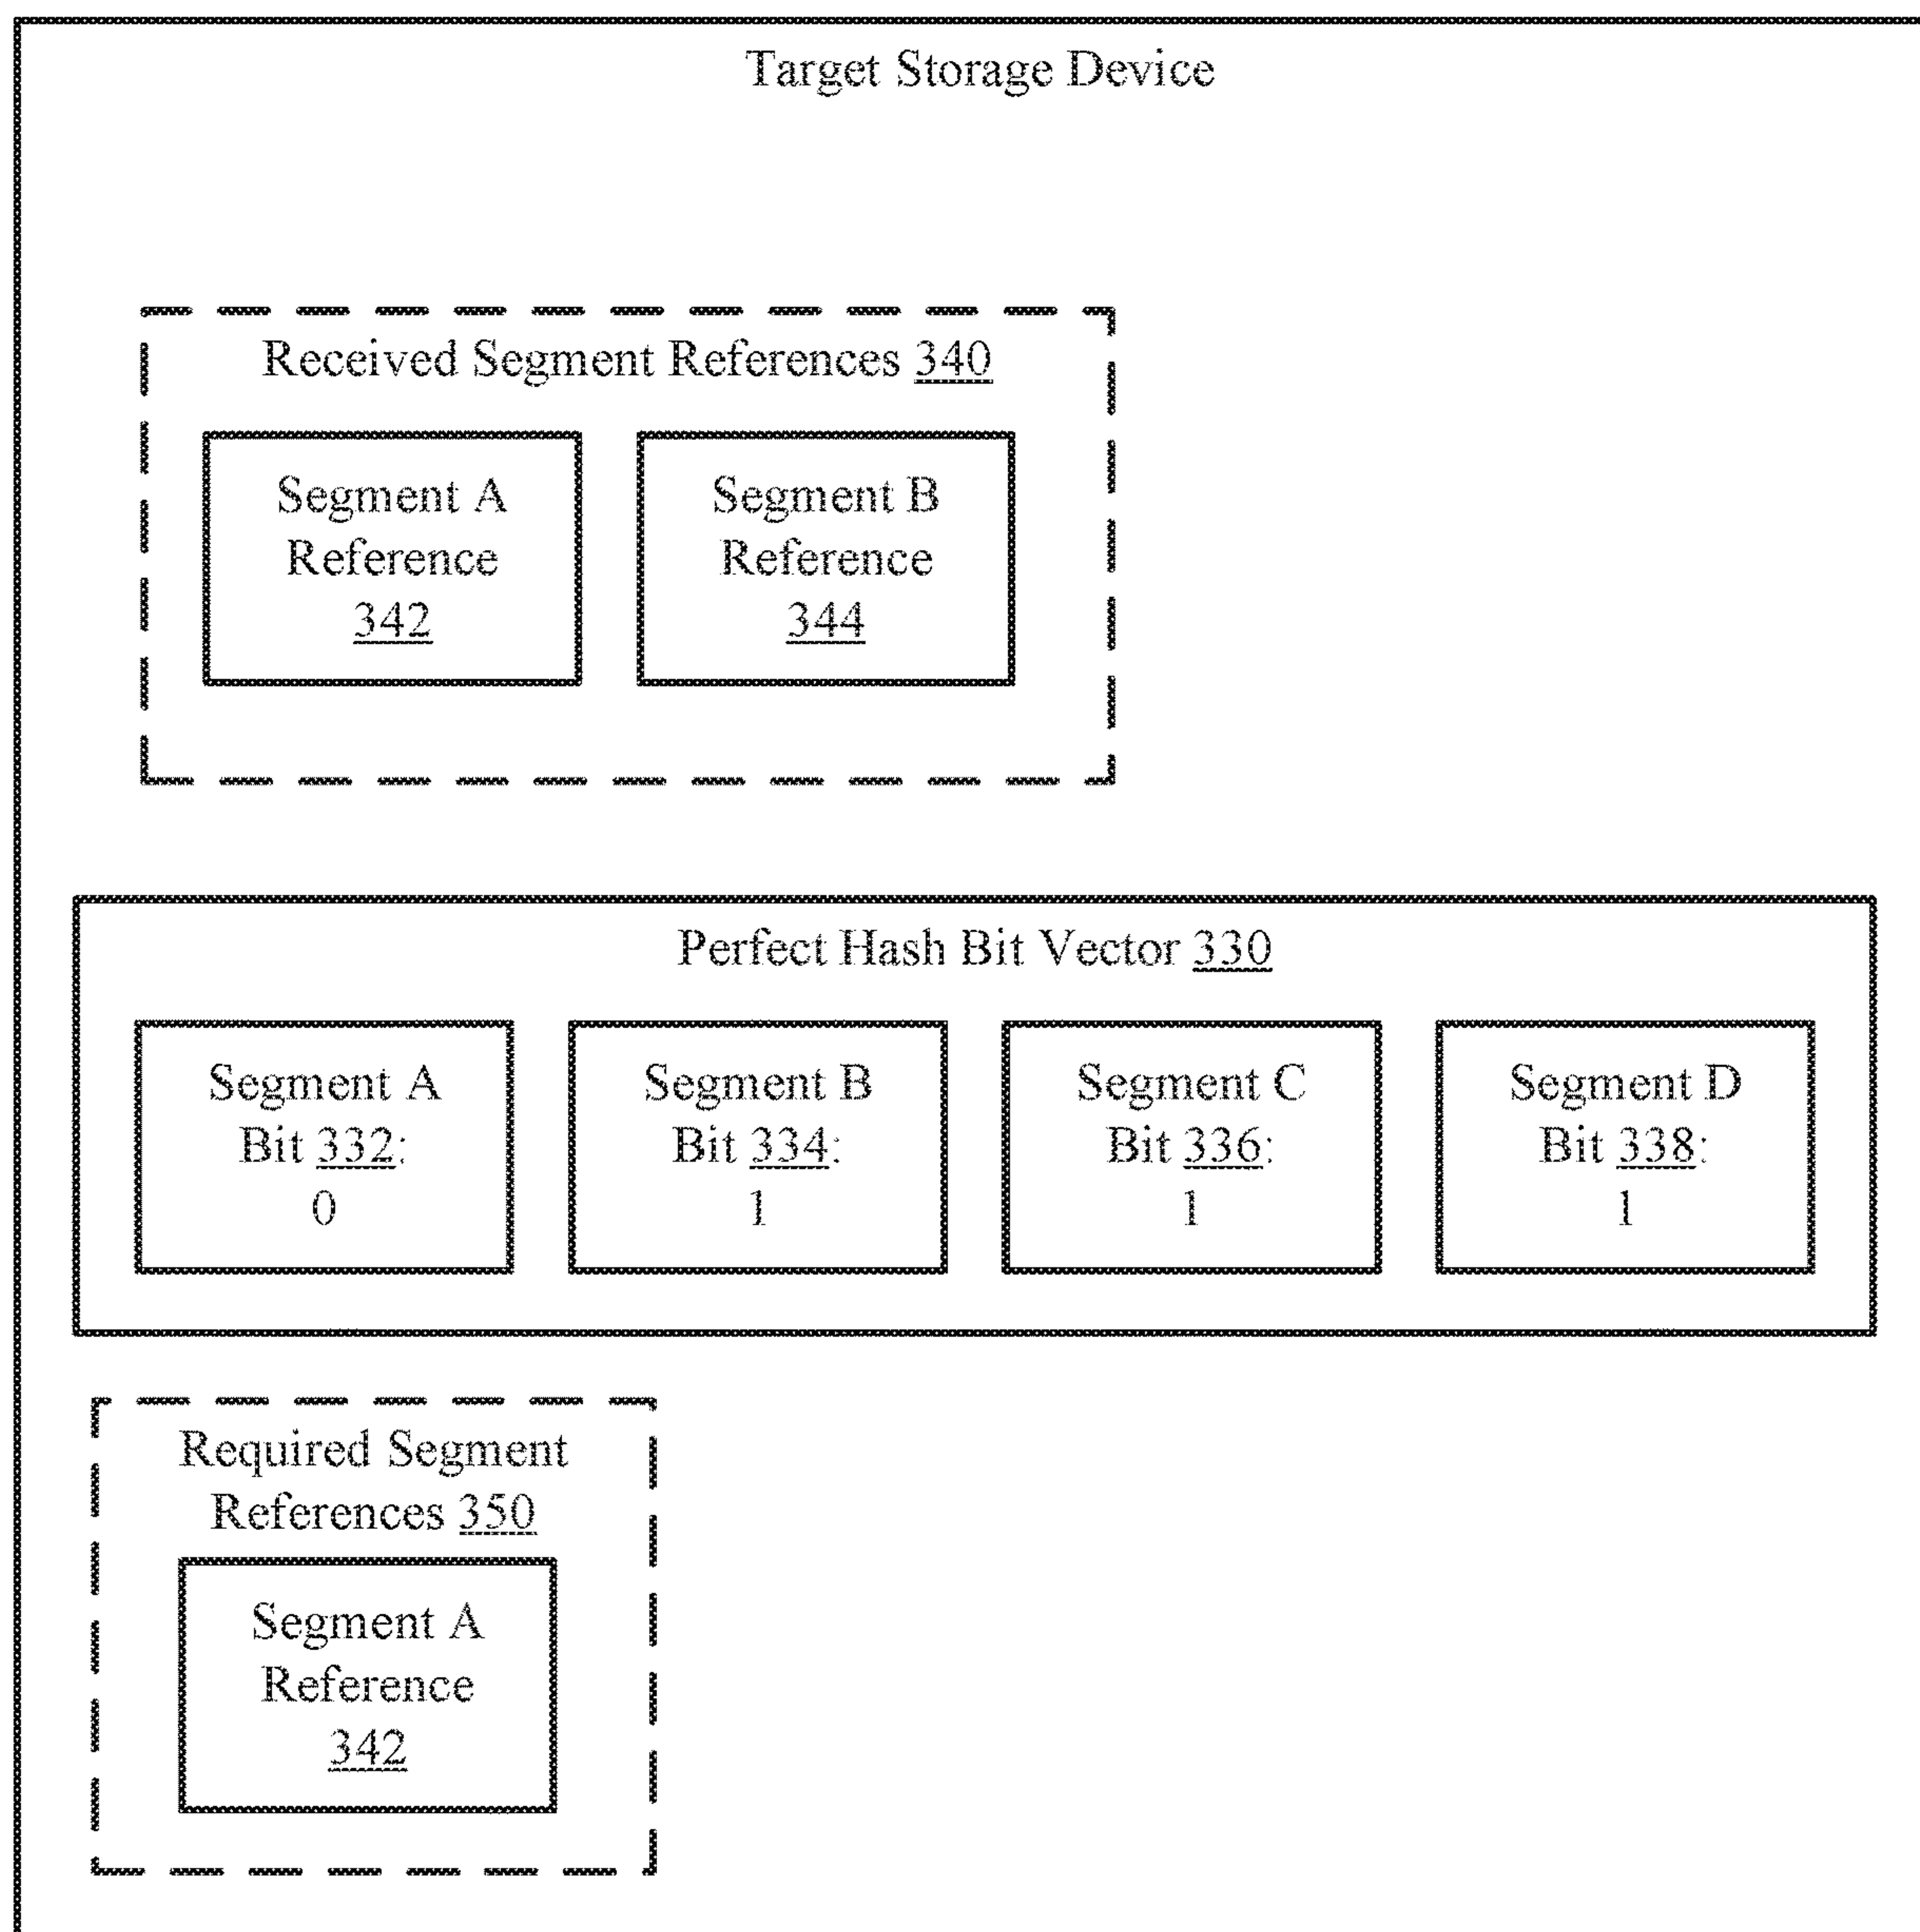 Target Storage Device
Received Segment References 340
Segment A
Reference
342
Segment B
Reference
344
Perfect Hash Bit Vector 330
Segment A
Bit 332:
0
Segment B
Bit 334:
1
Segment C
Bit 336:
1
Segment D
Bit 338:
1
Required Segment
References 350
Segment A
Reference
342